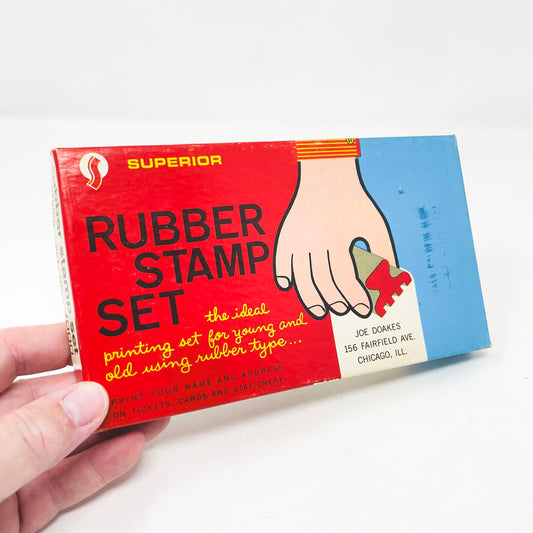 SUPERIOR
RUBBER
STAMP
SET
the ideal
printing set for young and
old using rubber type...
PRINT YOUR NAME AND ADDRESS
ON TICKETS, CARDS AND STATIONERY
JOE DOAKES
156 FAIRFIELD AVE.
CHICAGO, ILL.